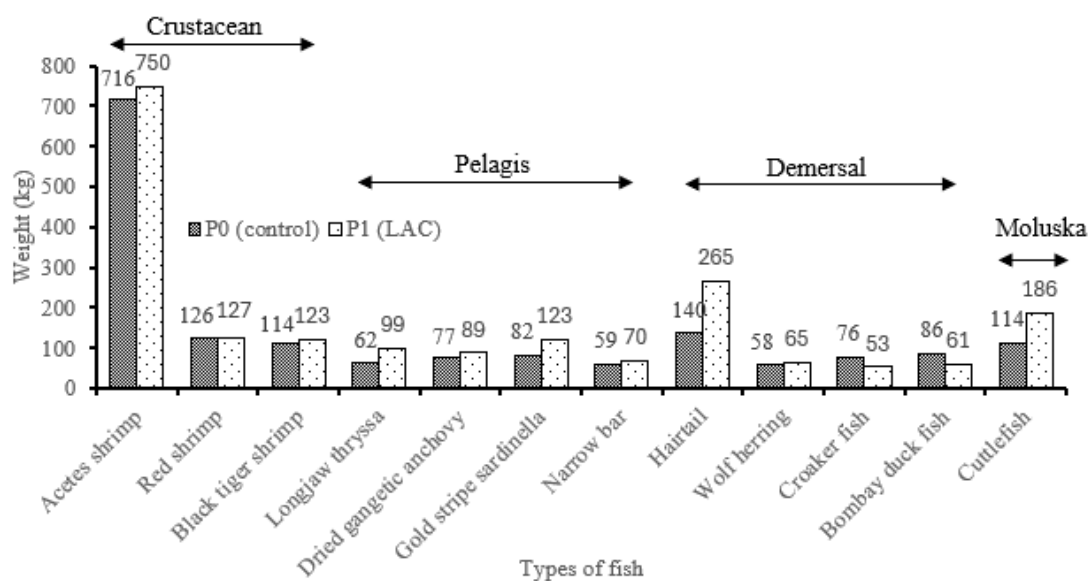 Crustacean
800
700
600
500
400
300
200
100
0
Weight (kg)
716 750
126 127
114 123
Pelagis
62 99
77 89
82 123
59 70
Demersal
140 265
58 65
76 53
86 61
Moluska
114 186
P0 (control) P1 (LAC)
Acetes shrimp
Red shrimp
Black tiger shrimp
Longjaw thryssa
Dried gangetic anchovy
Gold stripe sardinella
Narrow bar
Hairtail
Wolf herring
Croaker fish
Bombay duck fish
Cuttlefish
Types of fish